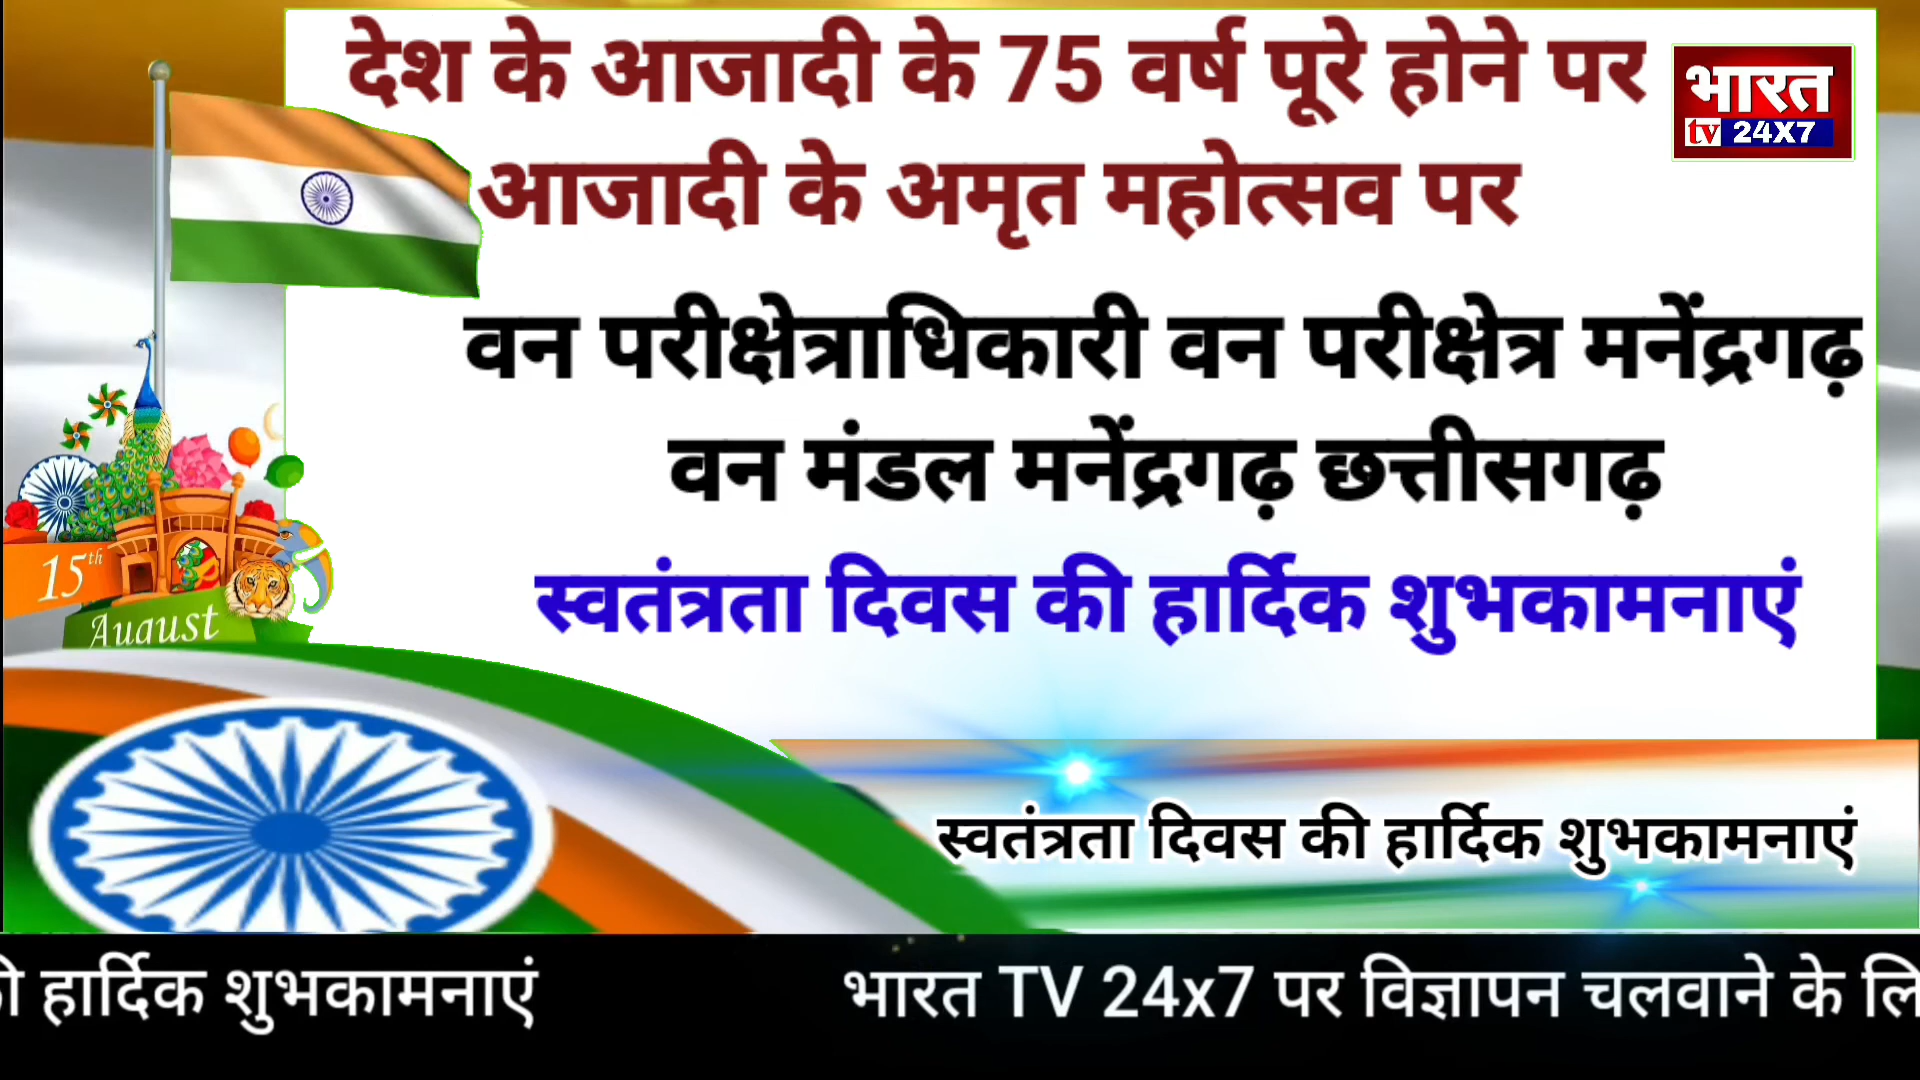 देश के आजादी के 75 वर्ष पूरे होने पर
आजादी के अमृत महोत्सव पर
भारत
tv 24X7
वन परीक्षेत्राधिकारी वन परीक्षेत्र मनेंद्रगढ़
वन मंडल मनेंद्रगढ़ छत्तीसगढ़
स्वतंत्रता दिवस की हार्दिक शुभकामनाएं
15th
August
स्वतंत्रता दिवस की हार्दिक शुभकामनाएं
हार्दिक शुभकामनाएं भारत TV 24x7 पर विज्ञापन चलवाने के